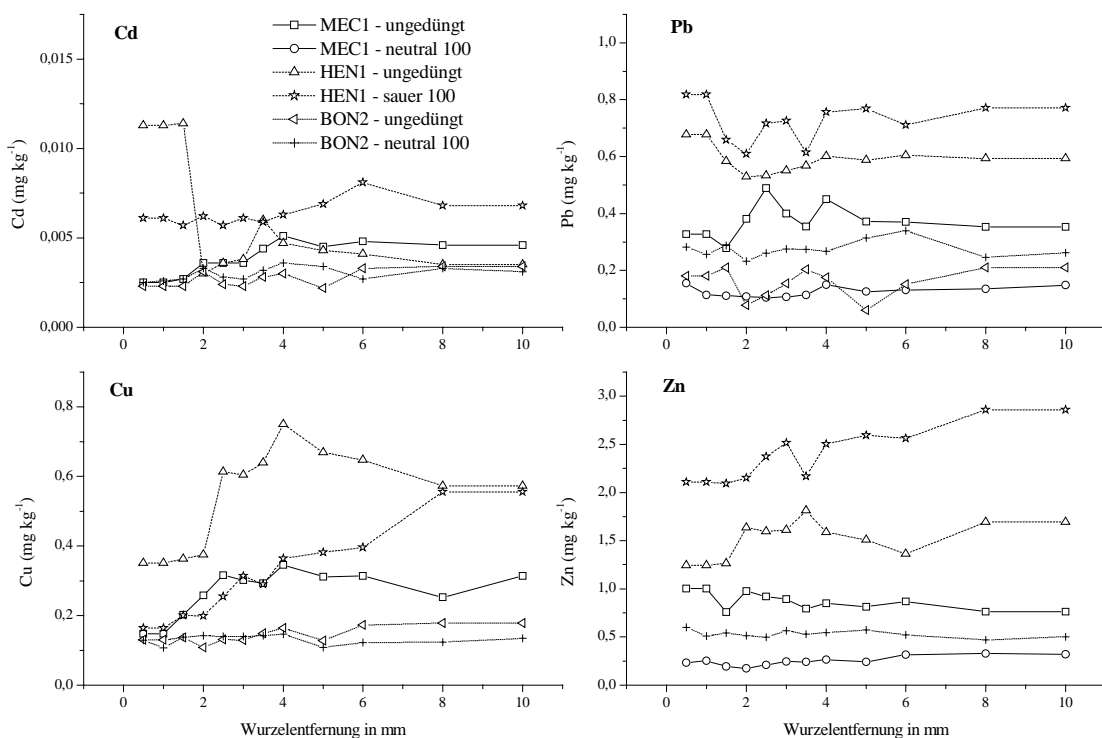 Cd
MEC1 - ungedüngt
MEC1 - neutral 100
HEN1 - ungedüngt
HEN1 - sauer 100
BON2 - ungedüngt
BON2 - neutral 100
0,015
0,010
0,005
0,000
Cd (mg kg⁻¹)
0 2 4 6 8 10
Pb
1,0
0,8
0,6
0,4
0,2
0,0
Pb (mg kg⁻¹)
0 2 4 6 8 10
Cu
0,8
0,6
0,4
0,2
0,0
Cu (mg kg⁻¹)
0 2 4 6 8 10
Wurzelentfernung in mm
Zn
3,0
2,5
2,0
1,5
1,0
0,5
0,0
Zn (mg kg⁻¹)
0 2 4 6 8 10
Wurzelentfernung in mm